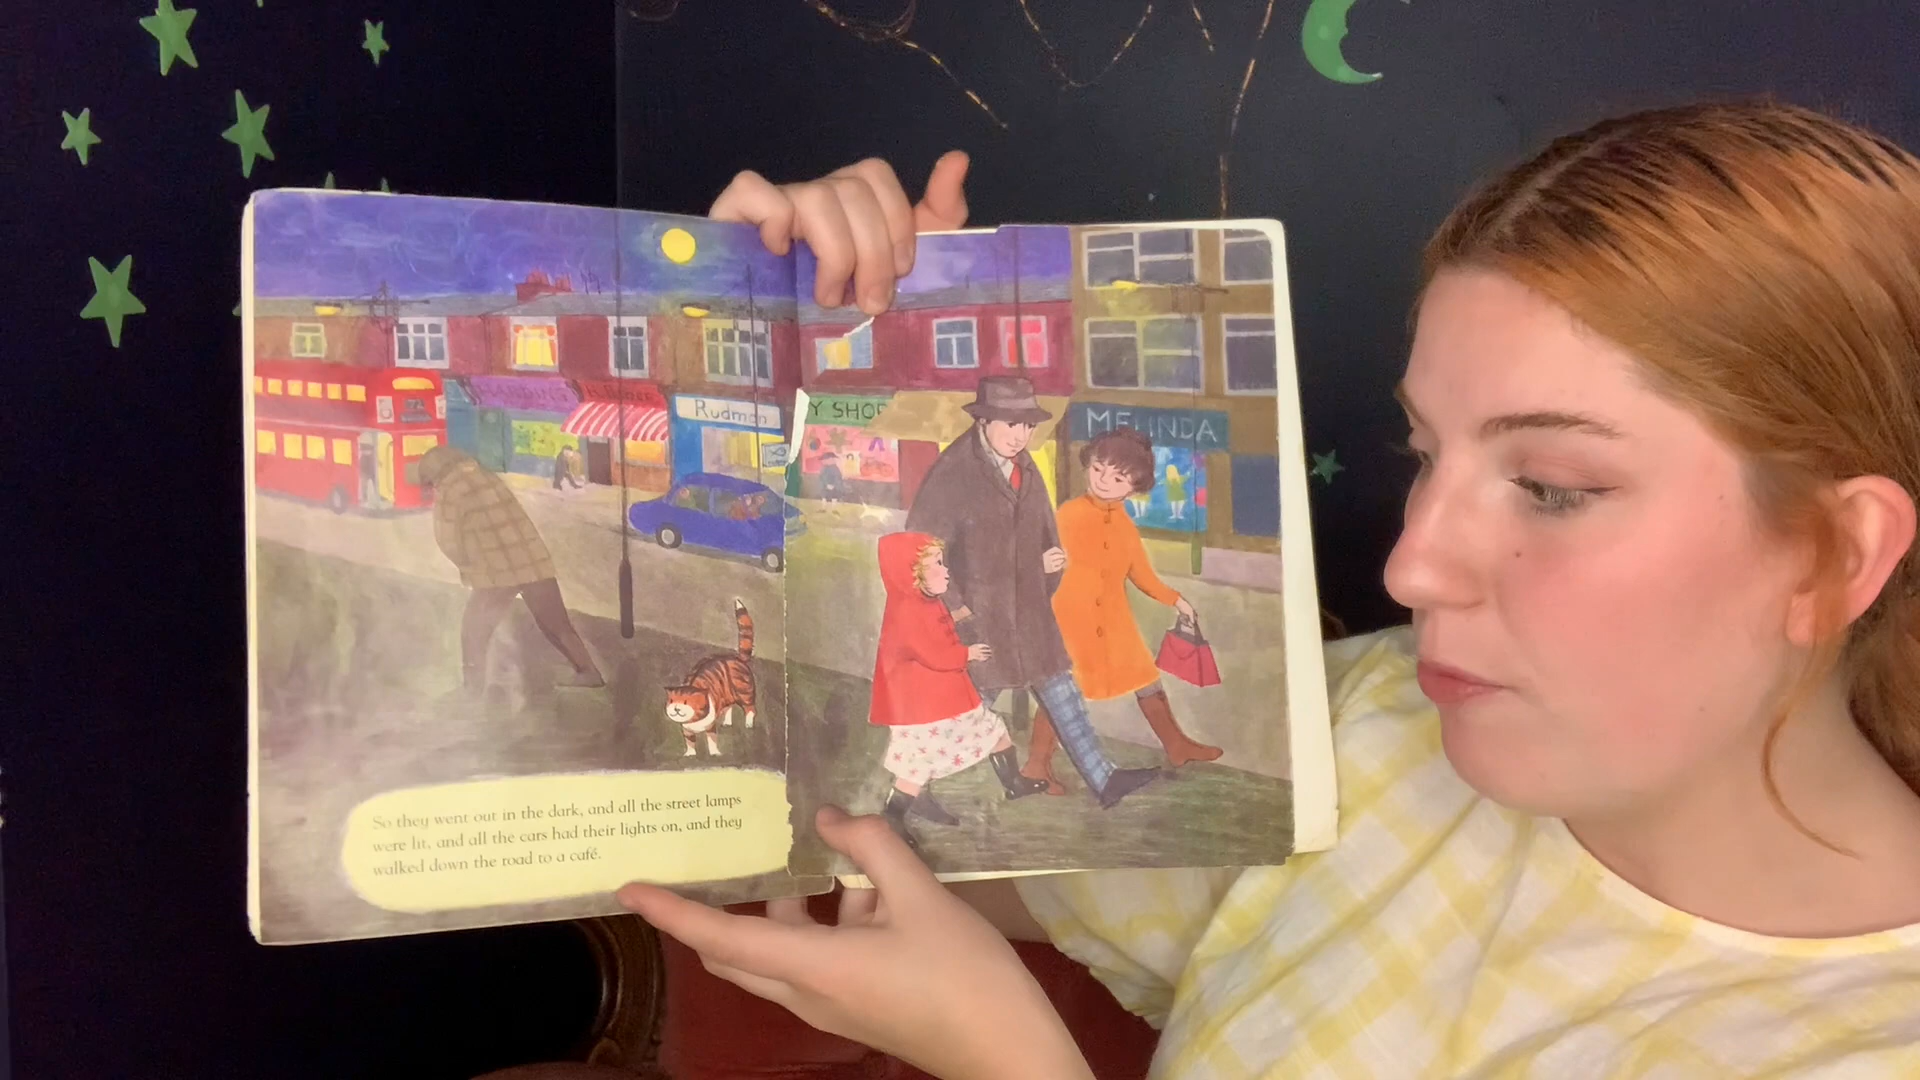 Rudman
Y SHOP
MELINDA
So they went out in the dark, and all the street lamps
were lit, and all the cars had their lights on, and they
walked down the road to a café.